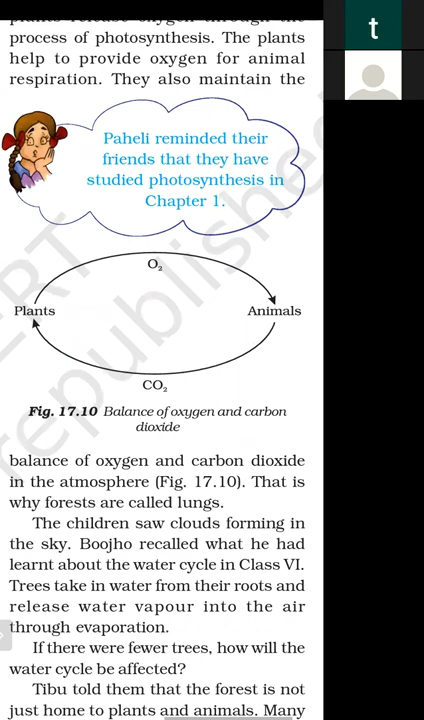 plants release oxygen through the
process of photosynthesis. The plants
help to provide oxygen for animal
respiration. They also maintain the
t
Paheli reminded their
friends that they have
studied photosynthesis in
Chapter 1.
O₂
Plants
Animals
CO₂
Fig. 17.10 Balance of oxygen and carbon
dioxide
balance of oxygen and carbon dioxide
in the atmosphere (Fig. 17.10). That is
why forests are called lungs.
The children saw clouds forming in
the sky. Boojho recalled what he had
learnt about the water cycle in Class VI.
Trees take in water from their roots and
release water vapour into the air
through evaporation.
If there were fewer trees, how will the
water cycle be affected?
Tibu told them that the forest is not
just home to plants and animals. Many
republished